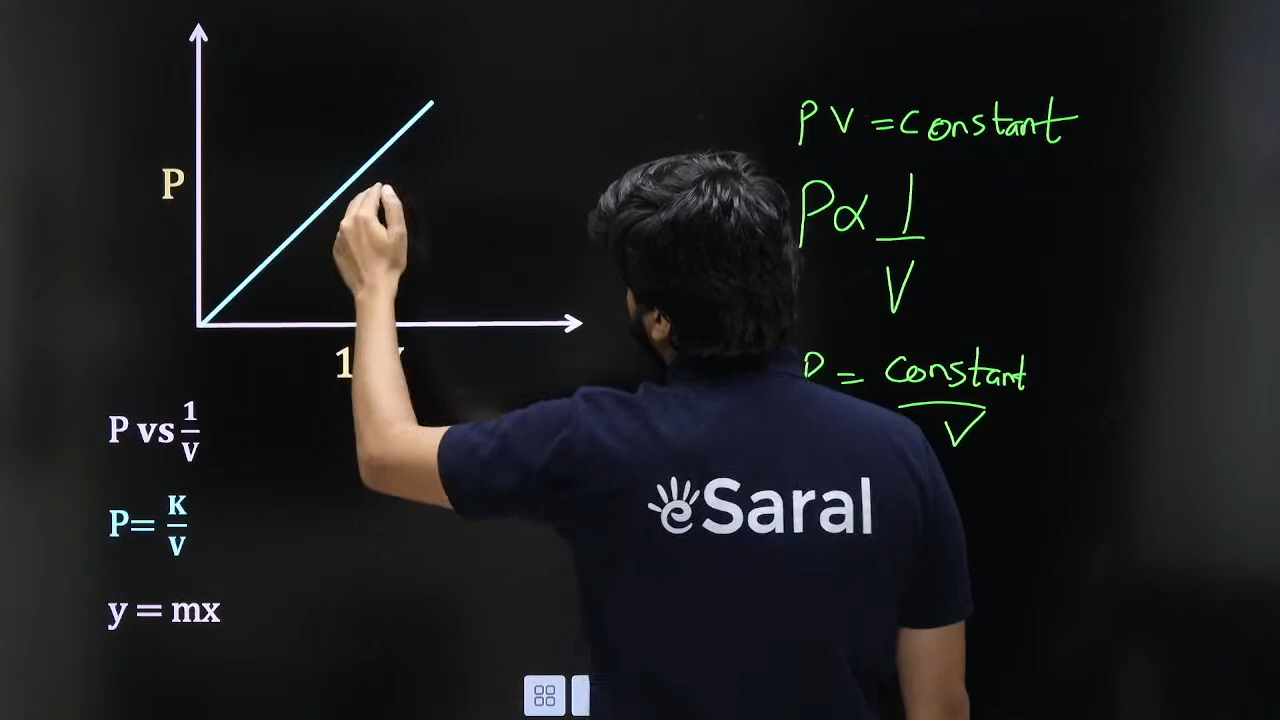 P
P vs 1/V
P= K/V
y = mx
PV = constant
P ∝ 1/V
P = constant/V
eSaral